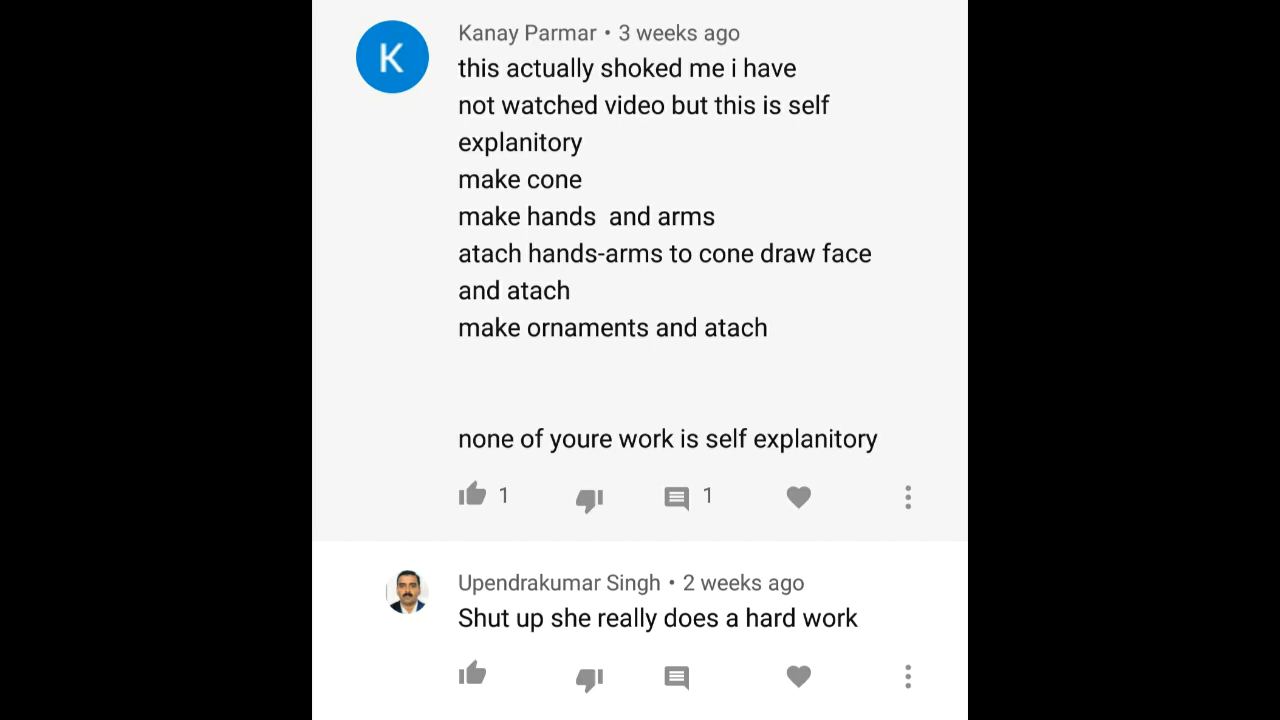 K
Kanay Parmar • 3 weeks ago
this actually shoked me i have
not watched video but this is self
explanitory
make cone
make hands  and arms
atach hands-arms to cone draw face
and atach
make ornaments and atach
none of youre work is self explanitory
1 1
Upendrakumar Singh • 2 weeks ago
Shut up she really does a hard work